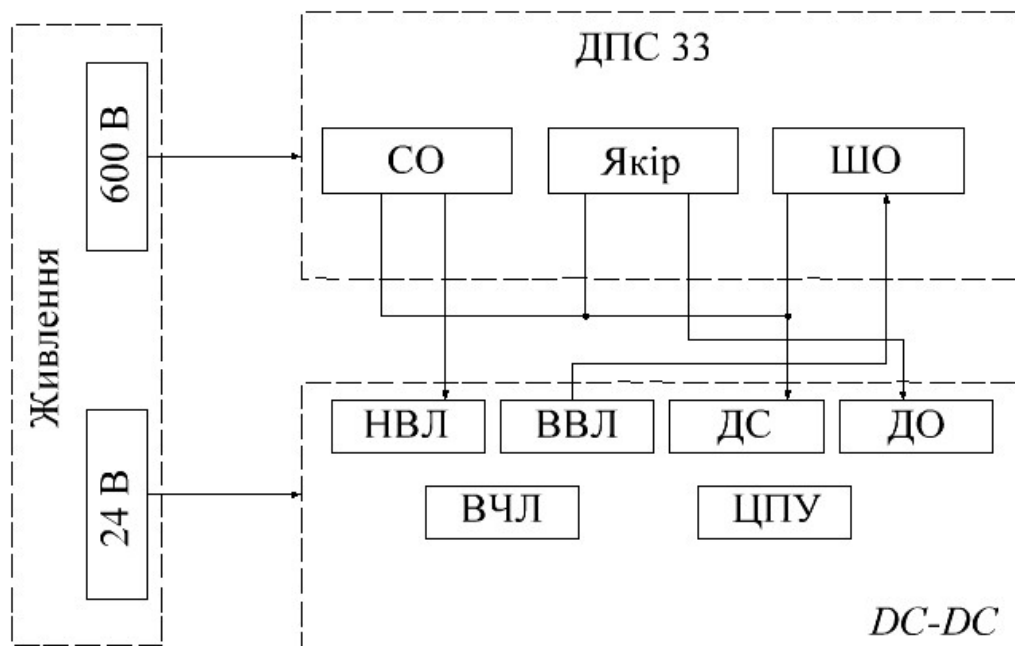 ДПС 33
600 В
СО
Якір
ШО
Живлення
24 В
НВЛ
ВВЛ
ДС
ДО
ВЧЛ
ЦПУ
DC-DC